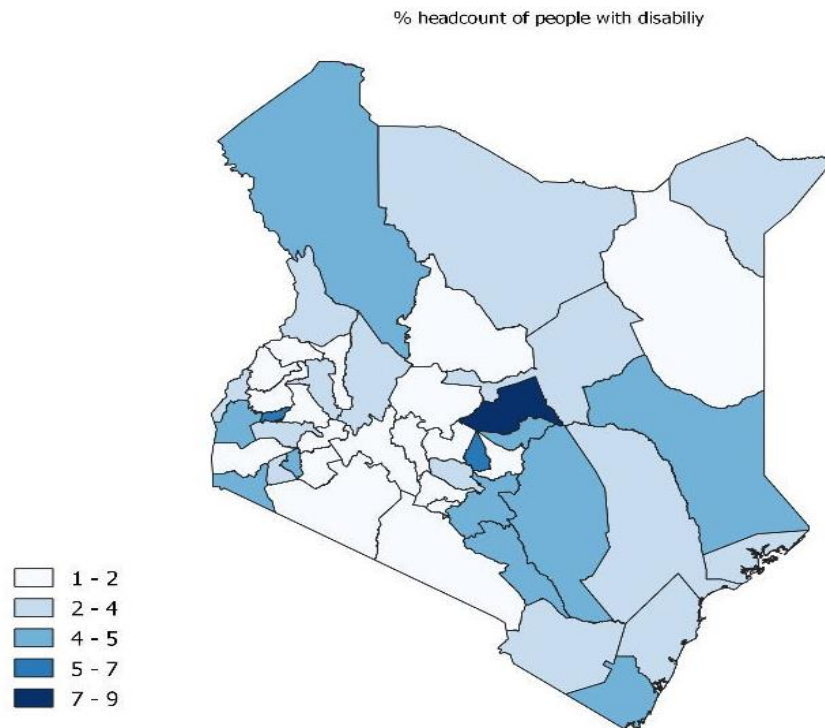 % headcount of people with disabiliy
1 - 2
2 - 4
4 - 5
5 - 7
7 - 9